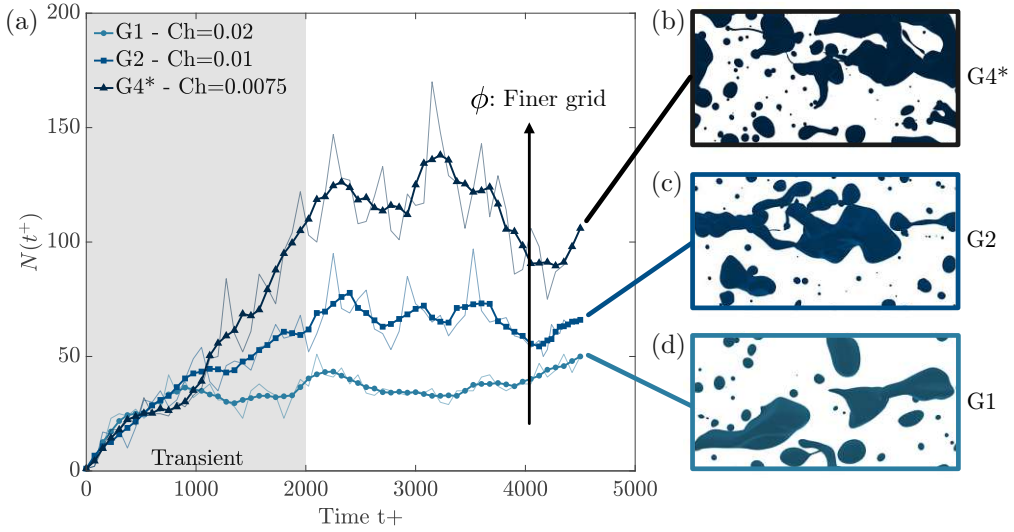 (a)
G1 - Ch=0.02
G2 - Ch=0.01
G4* - Ch=0.0075
ϕ: Finer grid
Transient
200
150
100
50
0
N(t⁺)
0 1000 2000 3000 4000 5000
Time t+
(b)
G4*
(c)
G2
(d)
G1